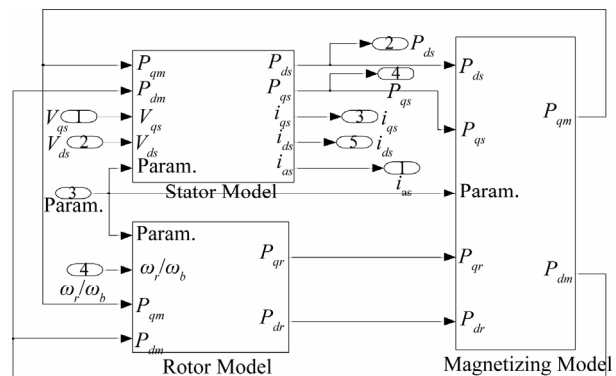 2 P_ds
P_qm P_ds P_ds
4
P_dm P_qs P_qs
V_qs 1 V_qs i_qs 3 i_qs P_qm
P_qs
V_ds 2 V_ds i_ds 5 i_ds
Param. i_as 1
i_as
Stator Model
3 Param.
Param.
Param.
P_qr P_qr
4 ω_r/ω_b P_dm
ω_r/ω_b
P_qm
P_dr P_dr
P_dm
Rotor Model Magnetizing Model